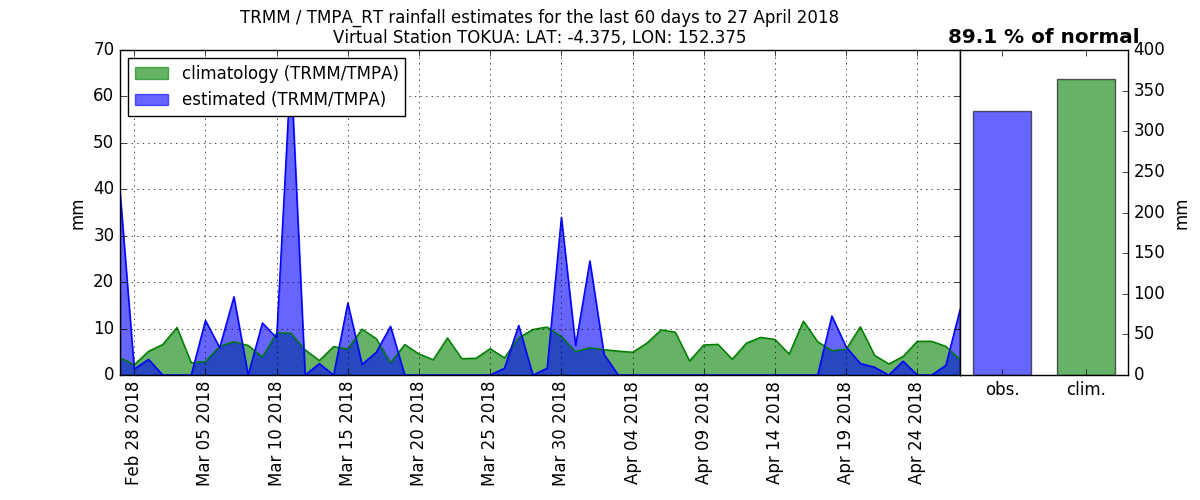 TRMM / TMPA_RT rainfall estimates for the last 60 days to 27 April 2018
Virtual Station TOKUA: LAT: -4.375, LON: 152.375
89.1 % of normal
climatology (TRMM/TMPA)
estimated (TRMM/TMPA)
70
60
50
40
30
20
10
0
mm
Feb 28 2018
Mar 05 2018
Mar 10 2018
Mar 15 2018
Mar 20 2018
Mar 25 2018
Mar 30 2018
Apr 04 2018
Apr 09 2018
Apr 14 2018
Apr 19 2018
Apr 24 2018
obs.
clim.
400
350
300
250
200
150
100
50
0
mm